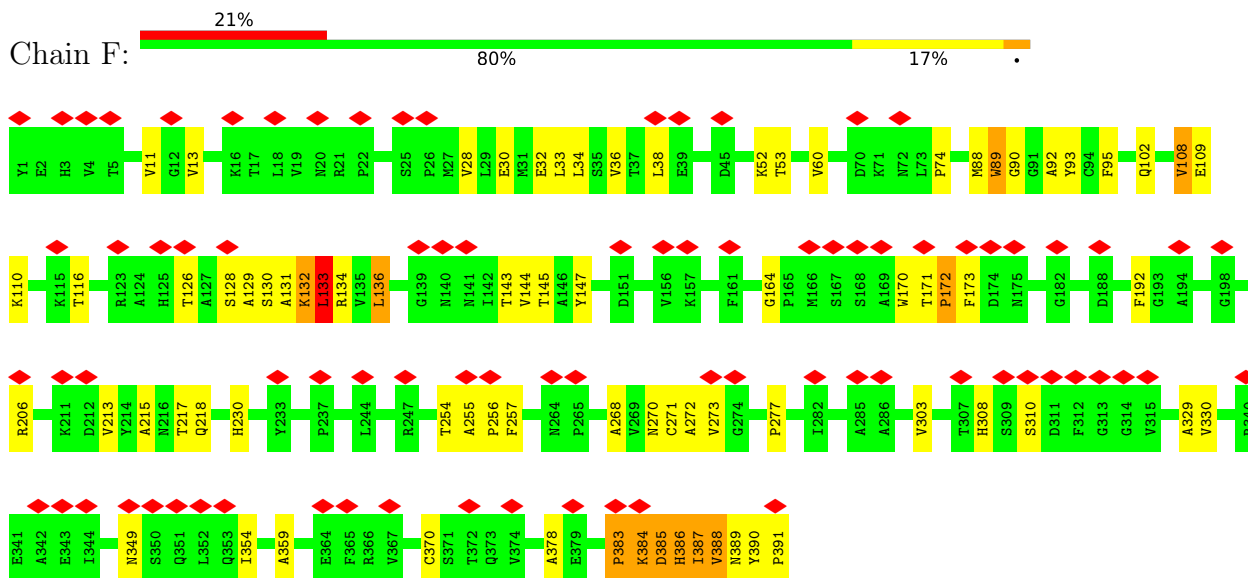 21%
Chain F:
80% 17% •
Y1 E2 H3 V4 T5 V11 G12 V13 K16 T17 L18 V19 N20 R21 P22 S25 P26 M27 V28 L29 E30 M31 E32 L33 L34 S35 V36 T37 L38 E39 D45 K52 T53 V60 D70 K71 N72 L73 P74 M88 W89 G90 G91 A92 Y93 C94 F95 Q102 V108 E109
K110 K115 T116 R123 A124 H125 T126 A127 S128 A129 S130 A131 K132 L133 R134 V135 L136 G139 N140 N141 I142 T143 V144 T145 A146 Y147 D151 V156 K157 F161 G164 P165 M166 S167 S168 A169 W170 T171 P172 F173 D174 N175 G182 D188 F192 G193 A194 G198
R206 K211 D212 V213 Y214 A215 N216 T217 Q218 H230 Y233 P237 L244 R247 T254 A255 P256 F257 N264 P265 A268 V269 N270 C271 A272 V273 G274 P277 I282 A285 A286 V303 T307 H308 S309 S310 D311 F312 G313 G314 V315 A329 V330
E341 A342 E343 I344 N349 S350 Q351 L352 Q353 I354 A359 E364 F365 R366 V367 C370 S371 T372 Q373 V374 A378 E379 P383 K384 D385 H386 I387 V388 N389 Y390 P391